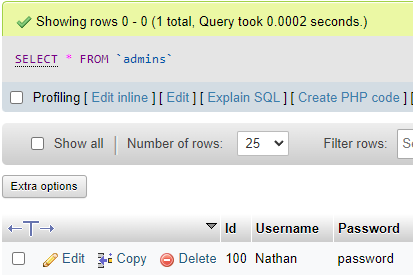 Showing rows 0 - 0 (1 total, Query took 0.0002 seconds.)
SELECT * FROM `admins`
Profiling [ Edit inline ] [ Edit ] [ Explain SQL ] [ Create PHP code ] [
Show all | Number of rows: 25 Filter rows:
Extra options
Id Username Password
Edit Copy Delete 100 Nathan password